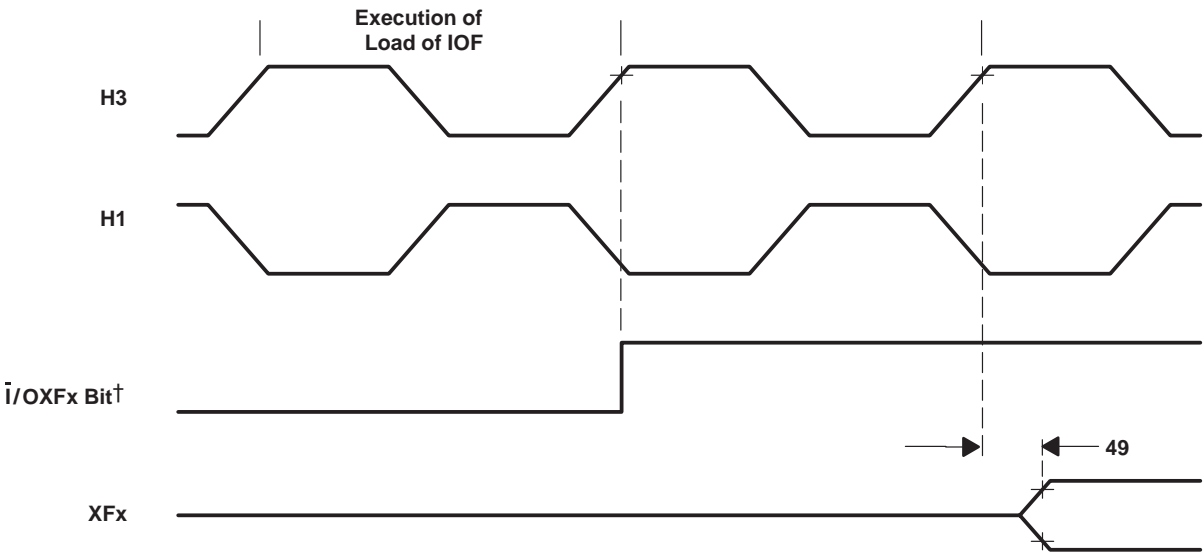 Execution of
Load of IOF
H3
H1
Ī/OXFx Bit†
49
XFx